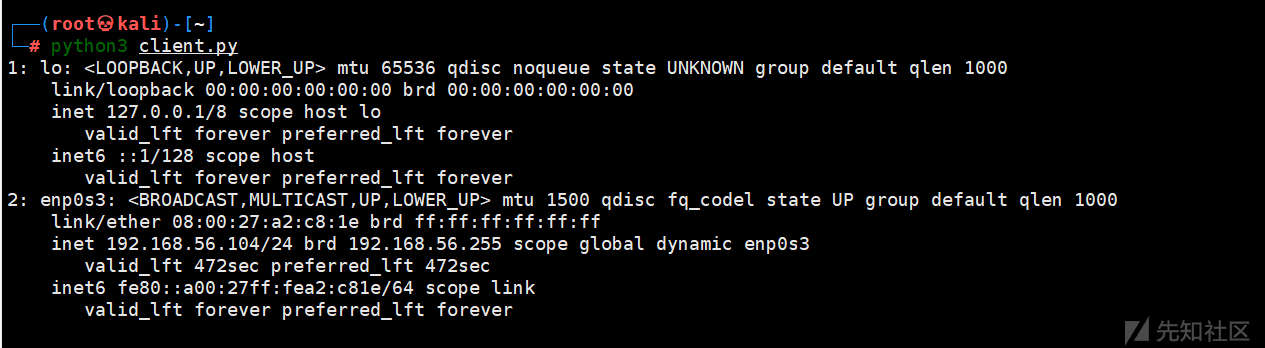 ┌──(root💀kali)-[~]
└─# python3 client.py
1: lo: <LOOPBACK,UP,LOWER_UP> mtu 65536 qdisc noqueue state UNKNOWN group default qlen 1000
    link/loopback 00:00:00:00:00:00 brd 00:00:00:00:00:00
    inet 127.0.0.1/8 scope host lo
       valid_lft forever preferred_lft forever
    inet6 ::1/128 scope host
       valid_lft forever preferred_lft forever
2: enp0s3: <BROADCAST,MULTICAST,UP,LOWER_UP> mtu 1500 qdisc fq_codel state UP group default qlen 1000
    link/ether 08:00:27:a2:c8:1e brd ff:ff:ff:ff:ff:ff
    inet 192.168.56.104/24 brd 192.168.56.255 scope global dynamic enp0s3
       valid_lft 472sec preferred_lft 472sec
    inet6 fe80::a00:27ff:fea2:c81e/64 scope link
       valid_lft forever preferred_lft forever
先知社区